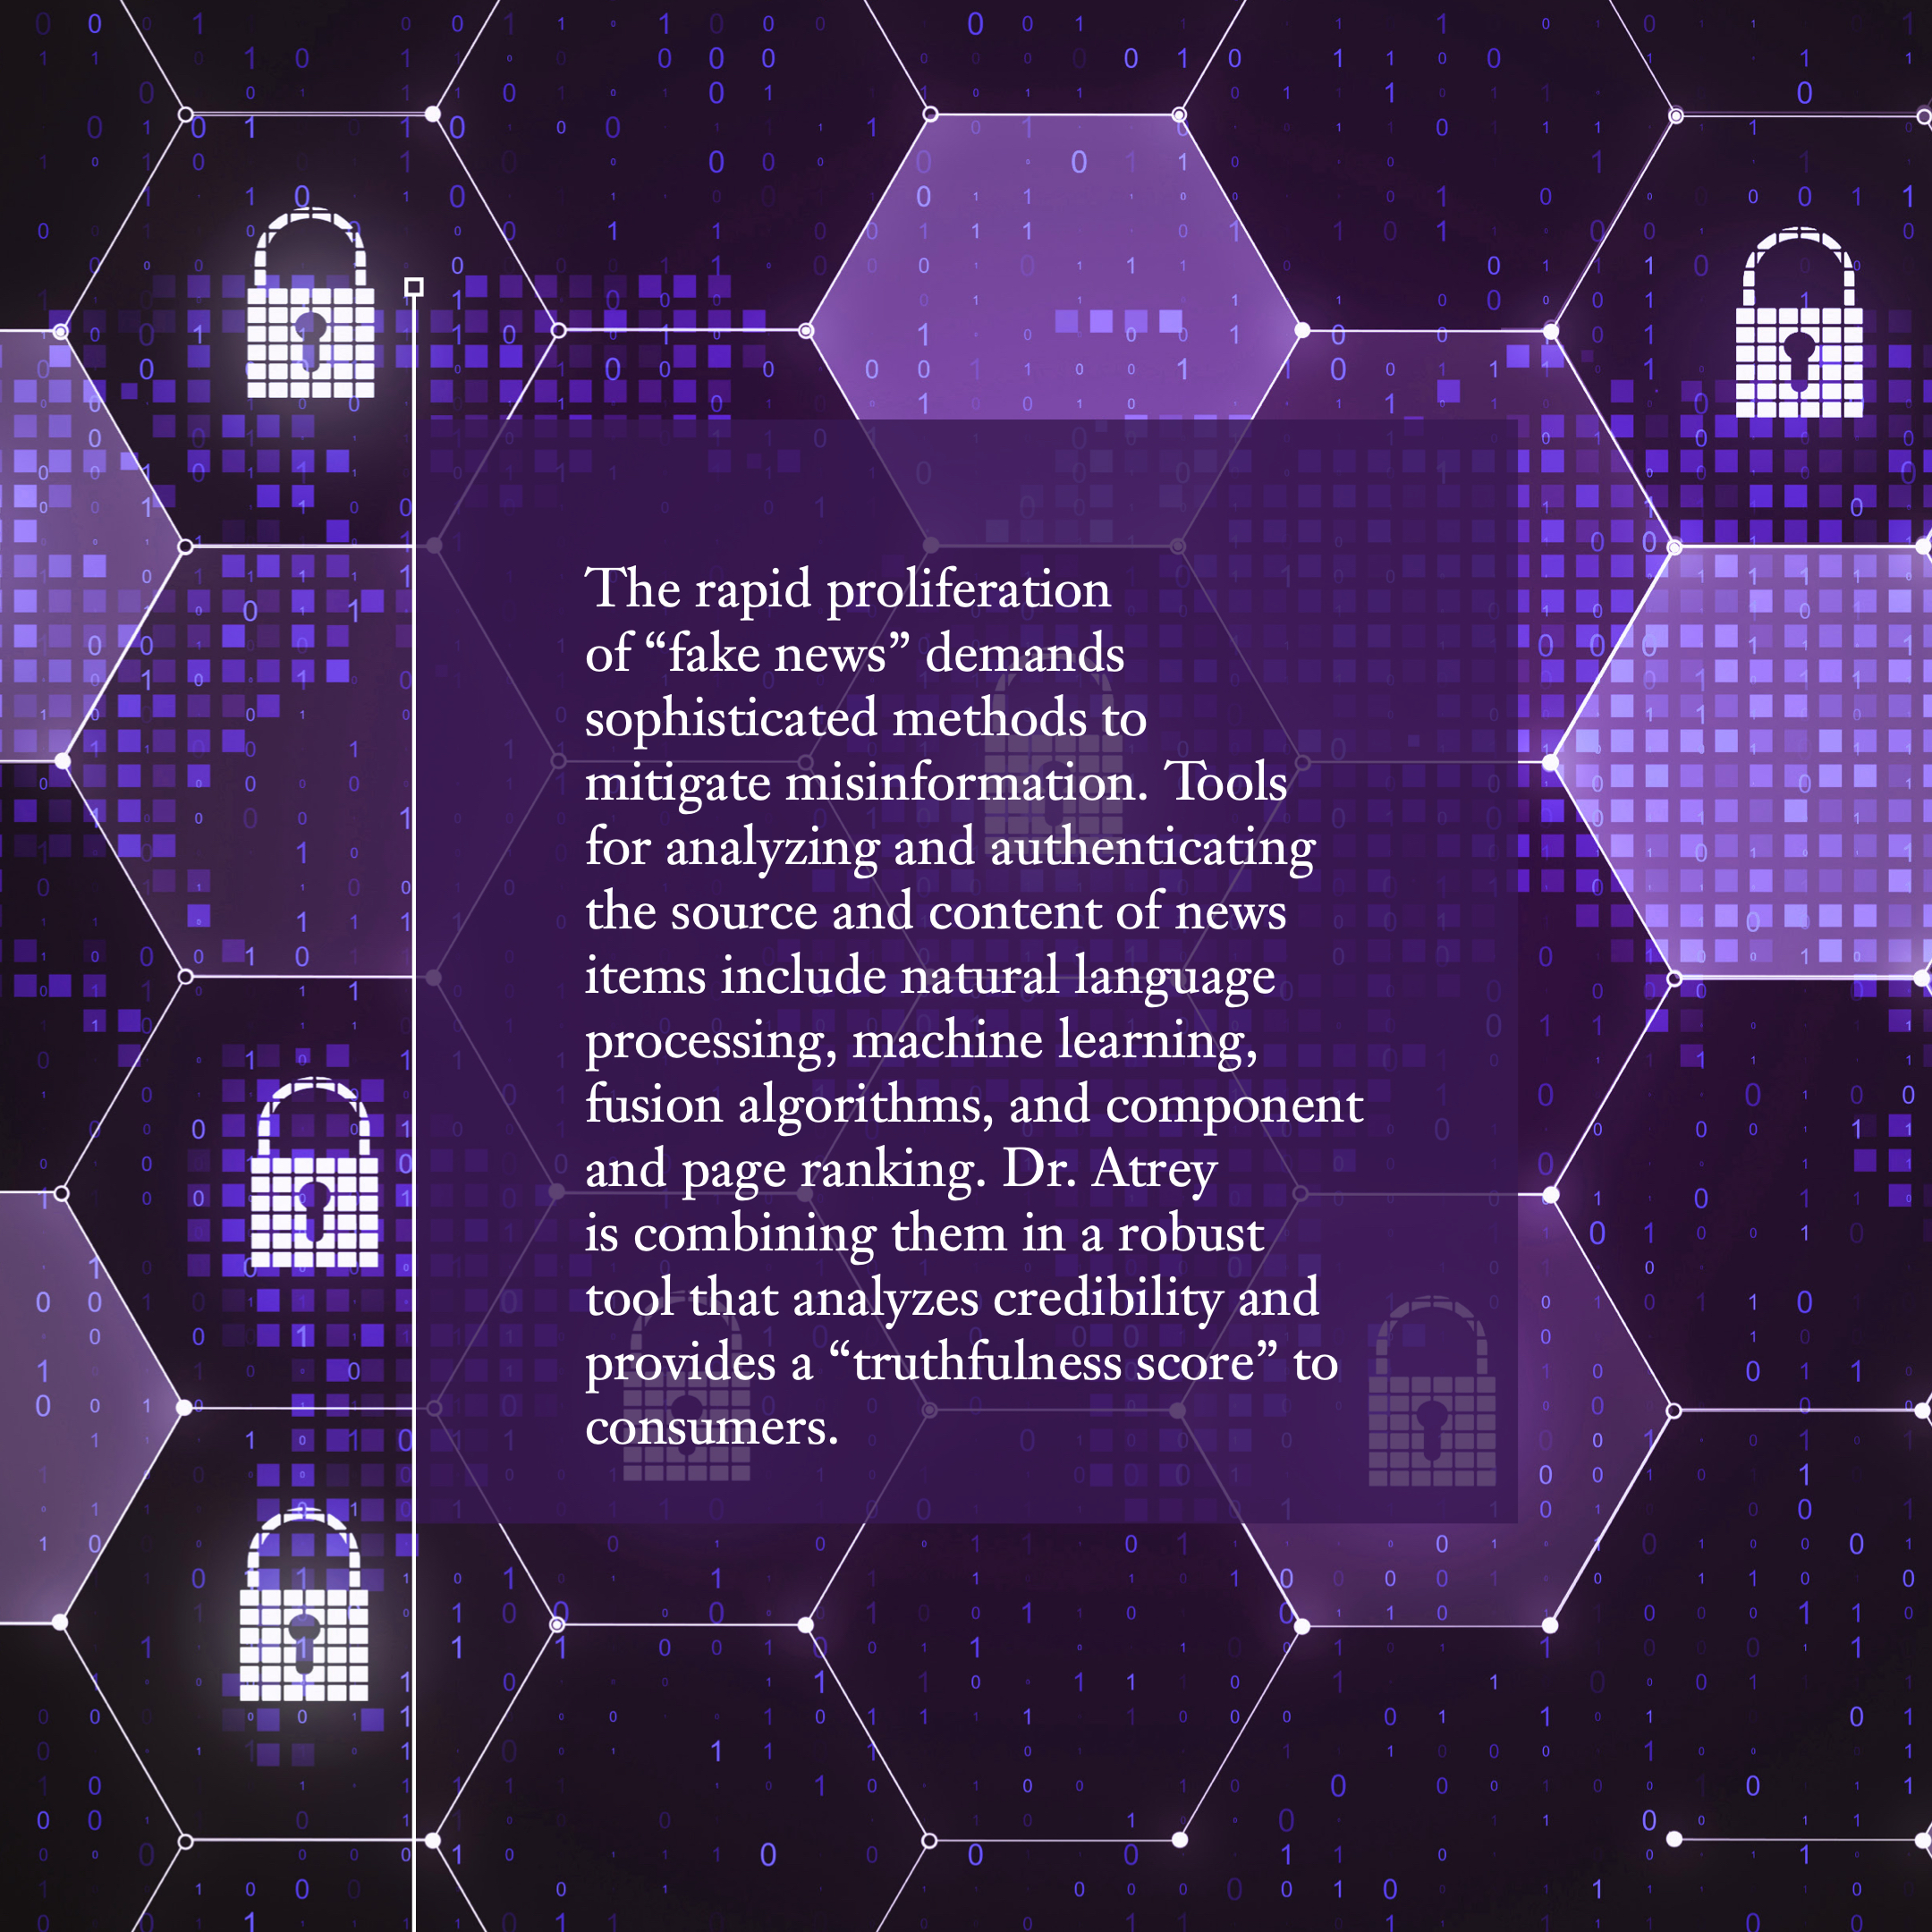 The rapid proliferation
of “fake news” demands
sophisticated methods to
mitigate misinformation. Tools
for analyzing and authenticating
the source and content of news
items include natural language
processing, machine learning,
fusion algorithms, and component
and page ranking. Dr. Atrey
is combining them in a robust
tool that analyzes credibility and
provides a “truthfulness score” to
consumers.